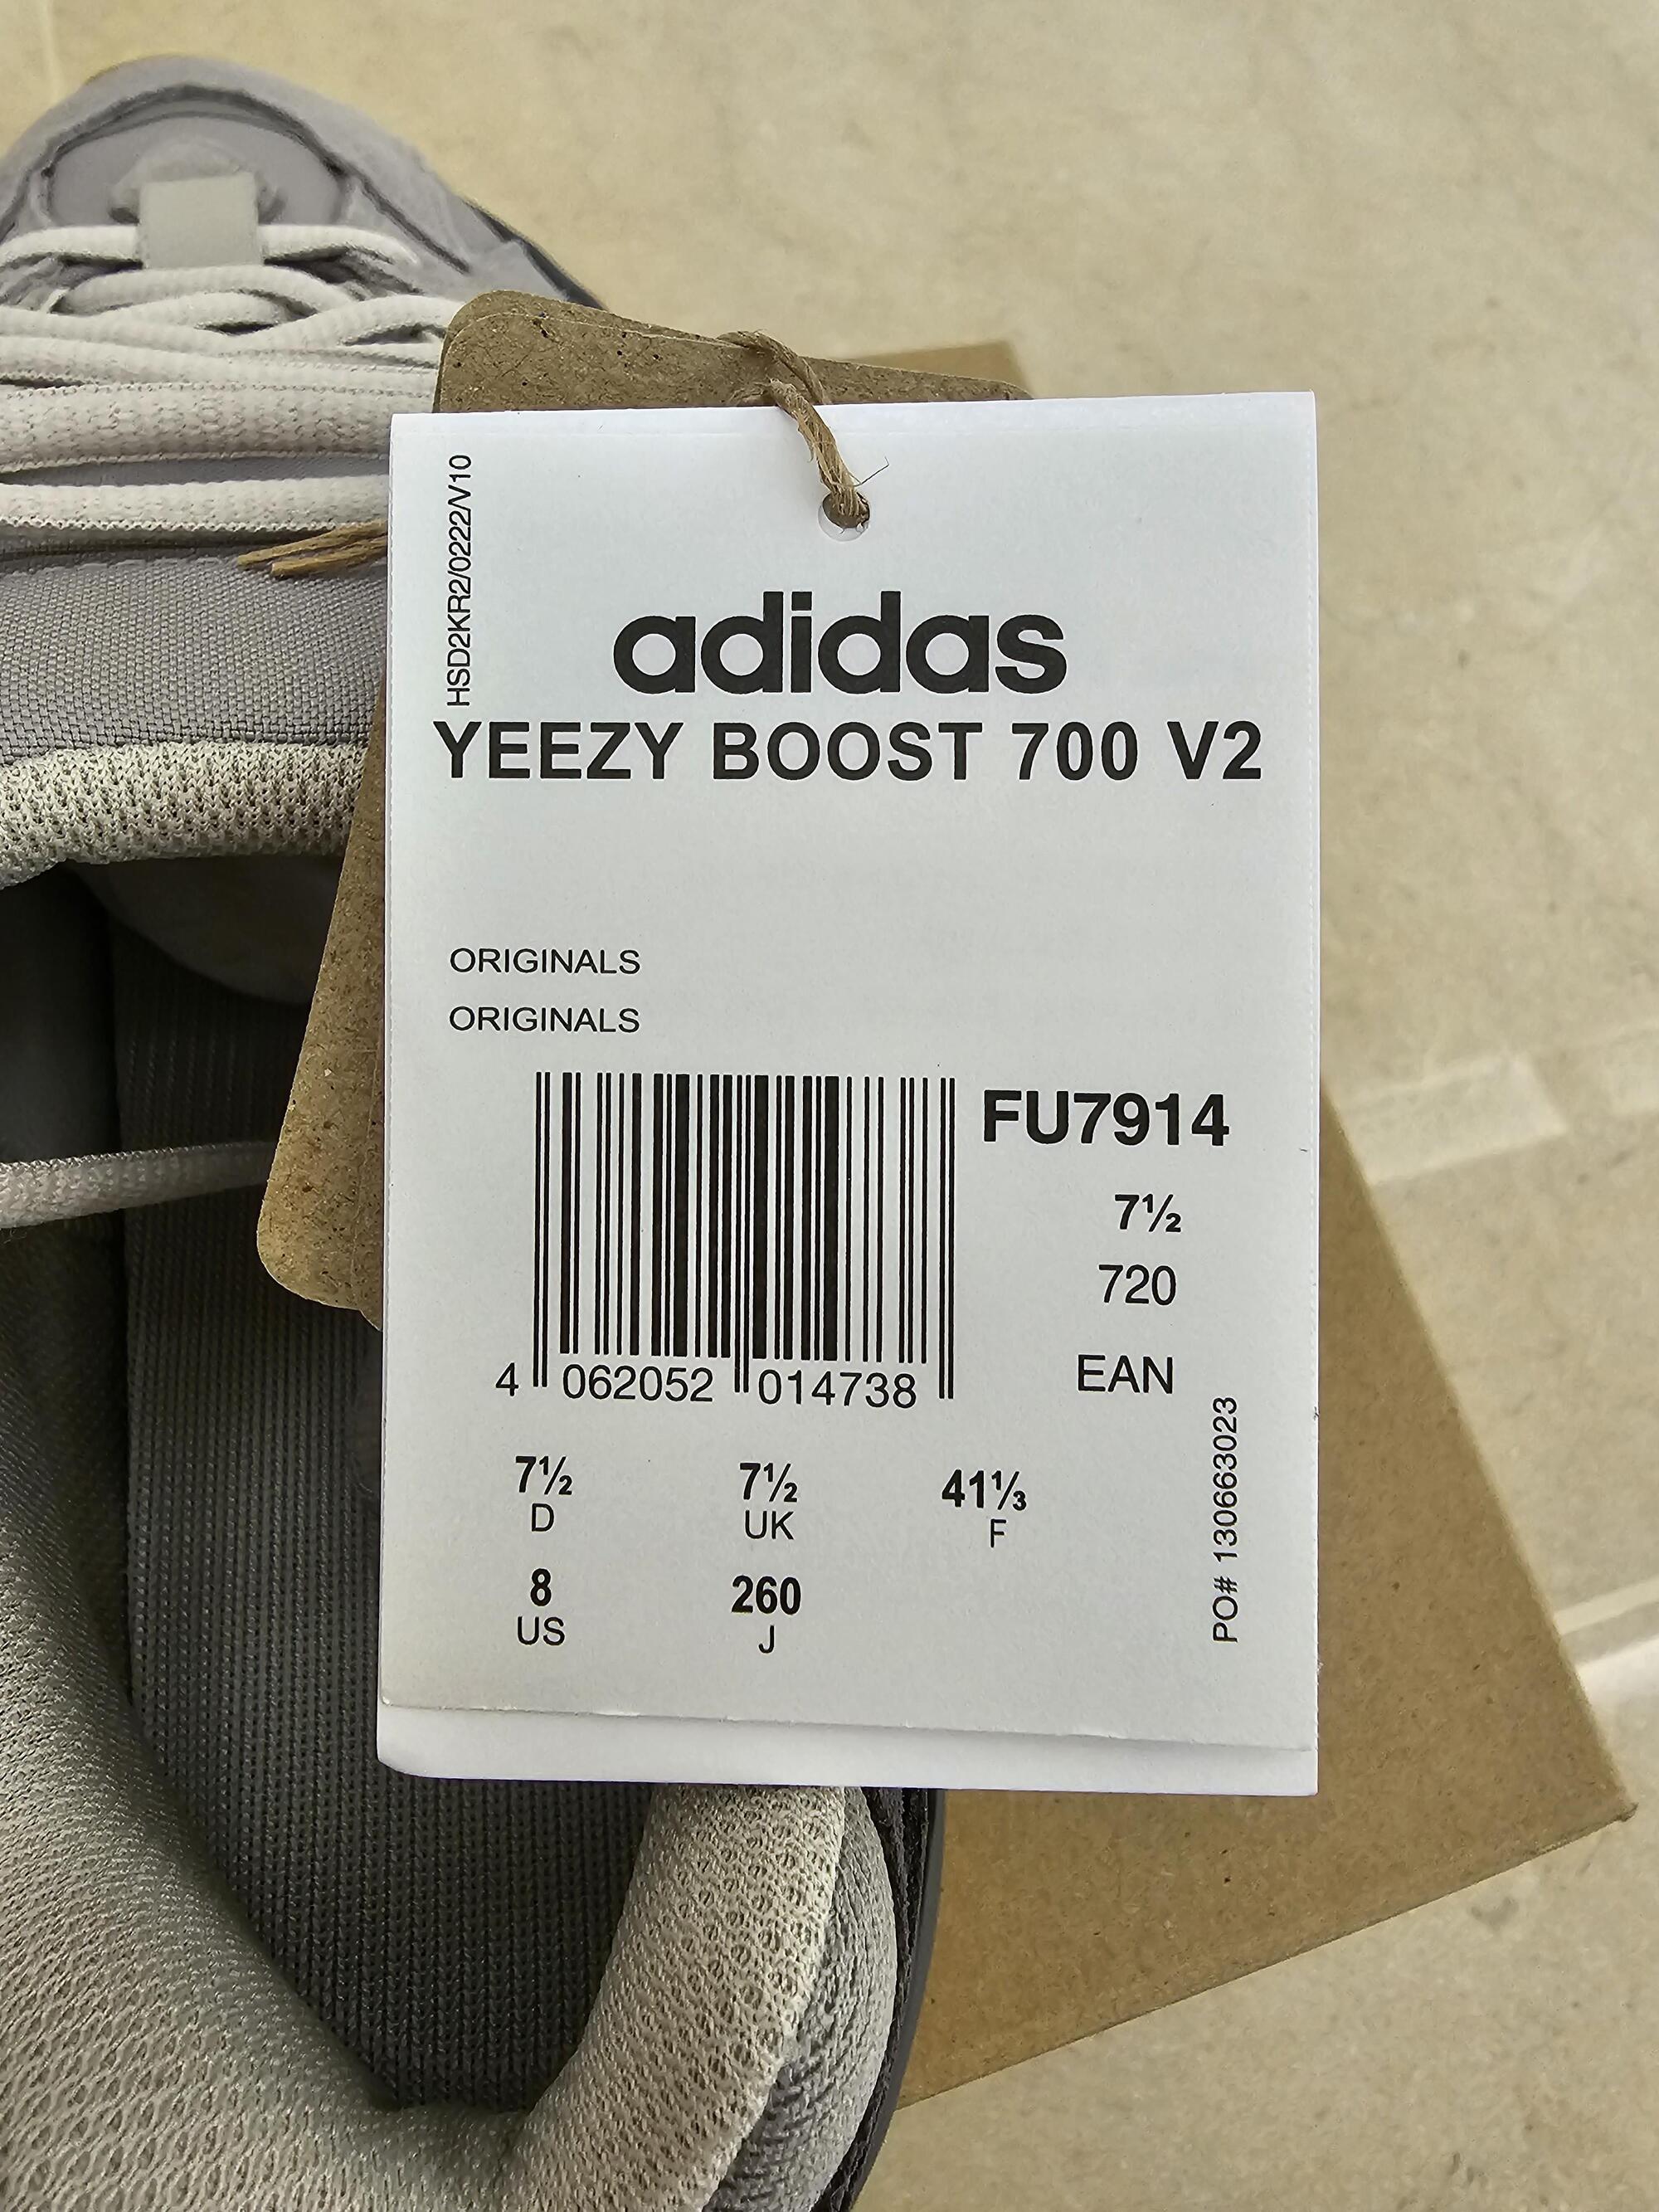 HSD2KR2/0222/V10
adidas
YEEZY BOOST 700 V2
ORIGINALS
ORIGINALS
FU7914
7½
720
EAN
4 062052 014738
7½ 7½ 41⅓
D UK F
8 260
US J
PO# 130663023